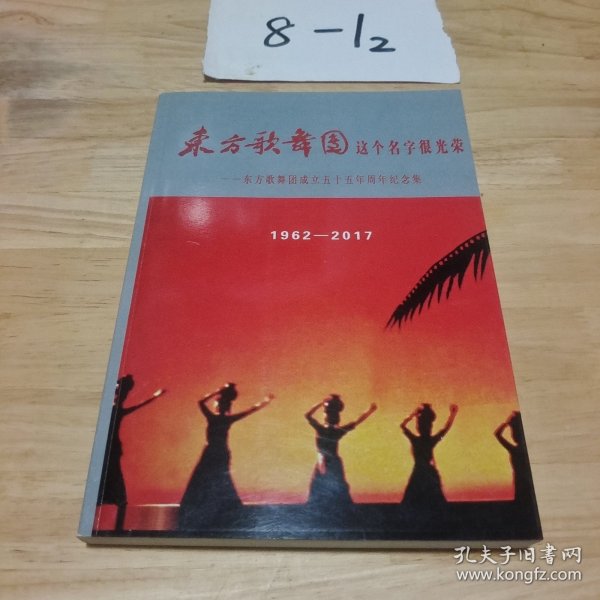 8-12
東方歌舞团这个名字很光荣
——东方歌舞团成立五十五年周年纪念集
1962—2017
孔夫子旧书网
www.kongfz.com